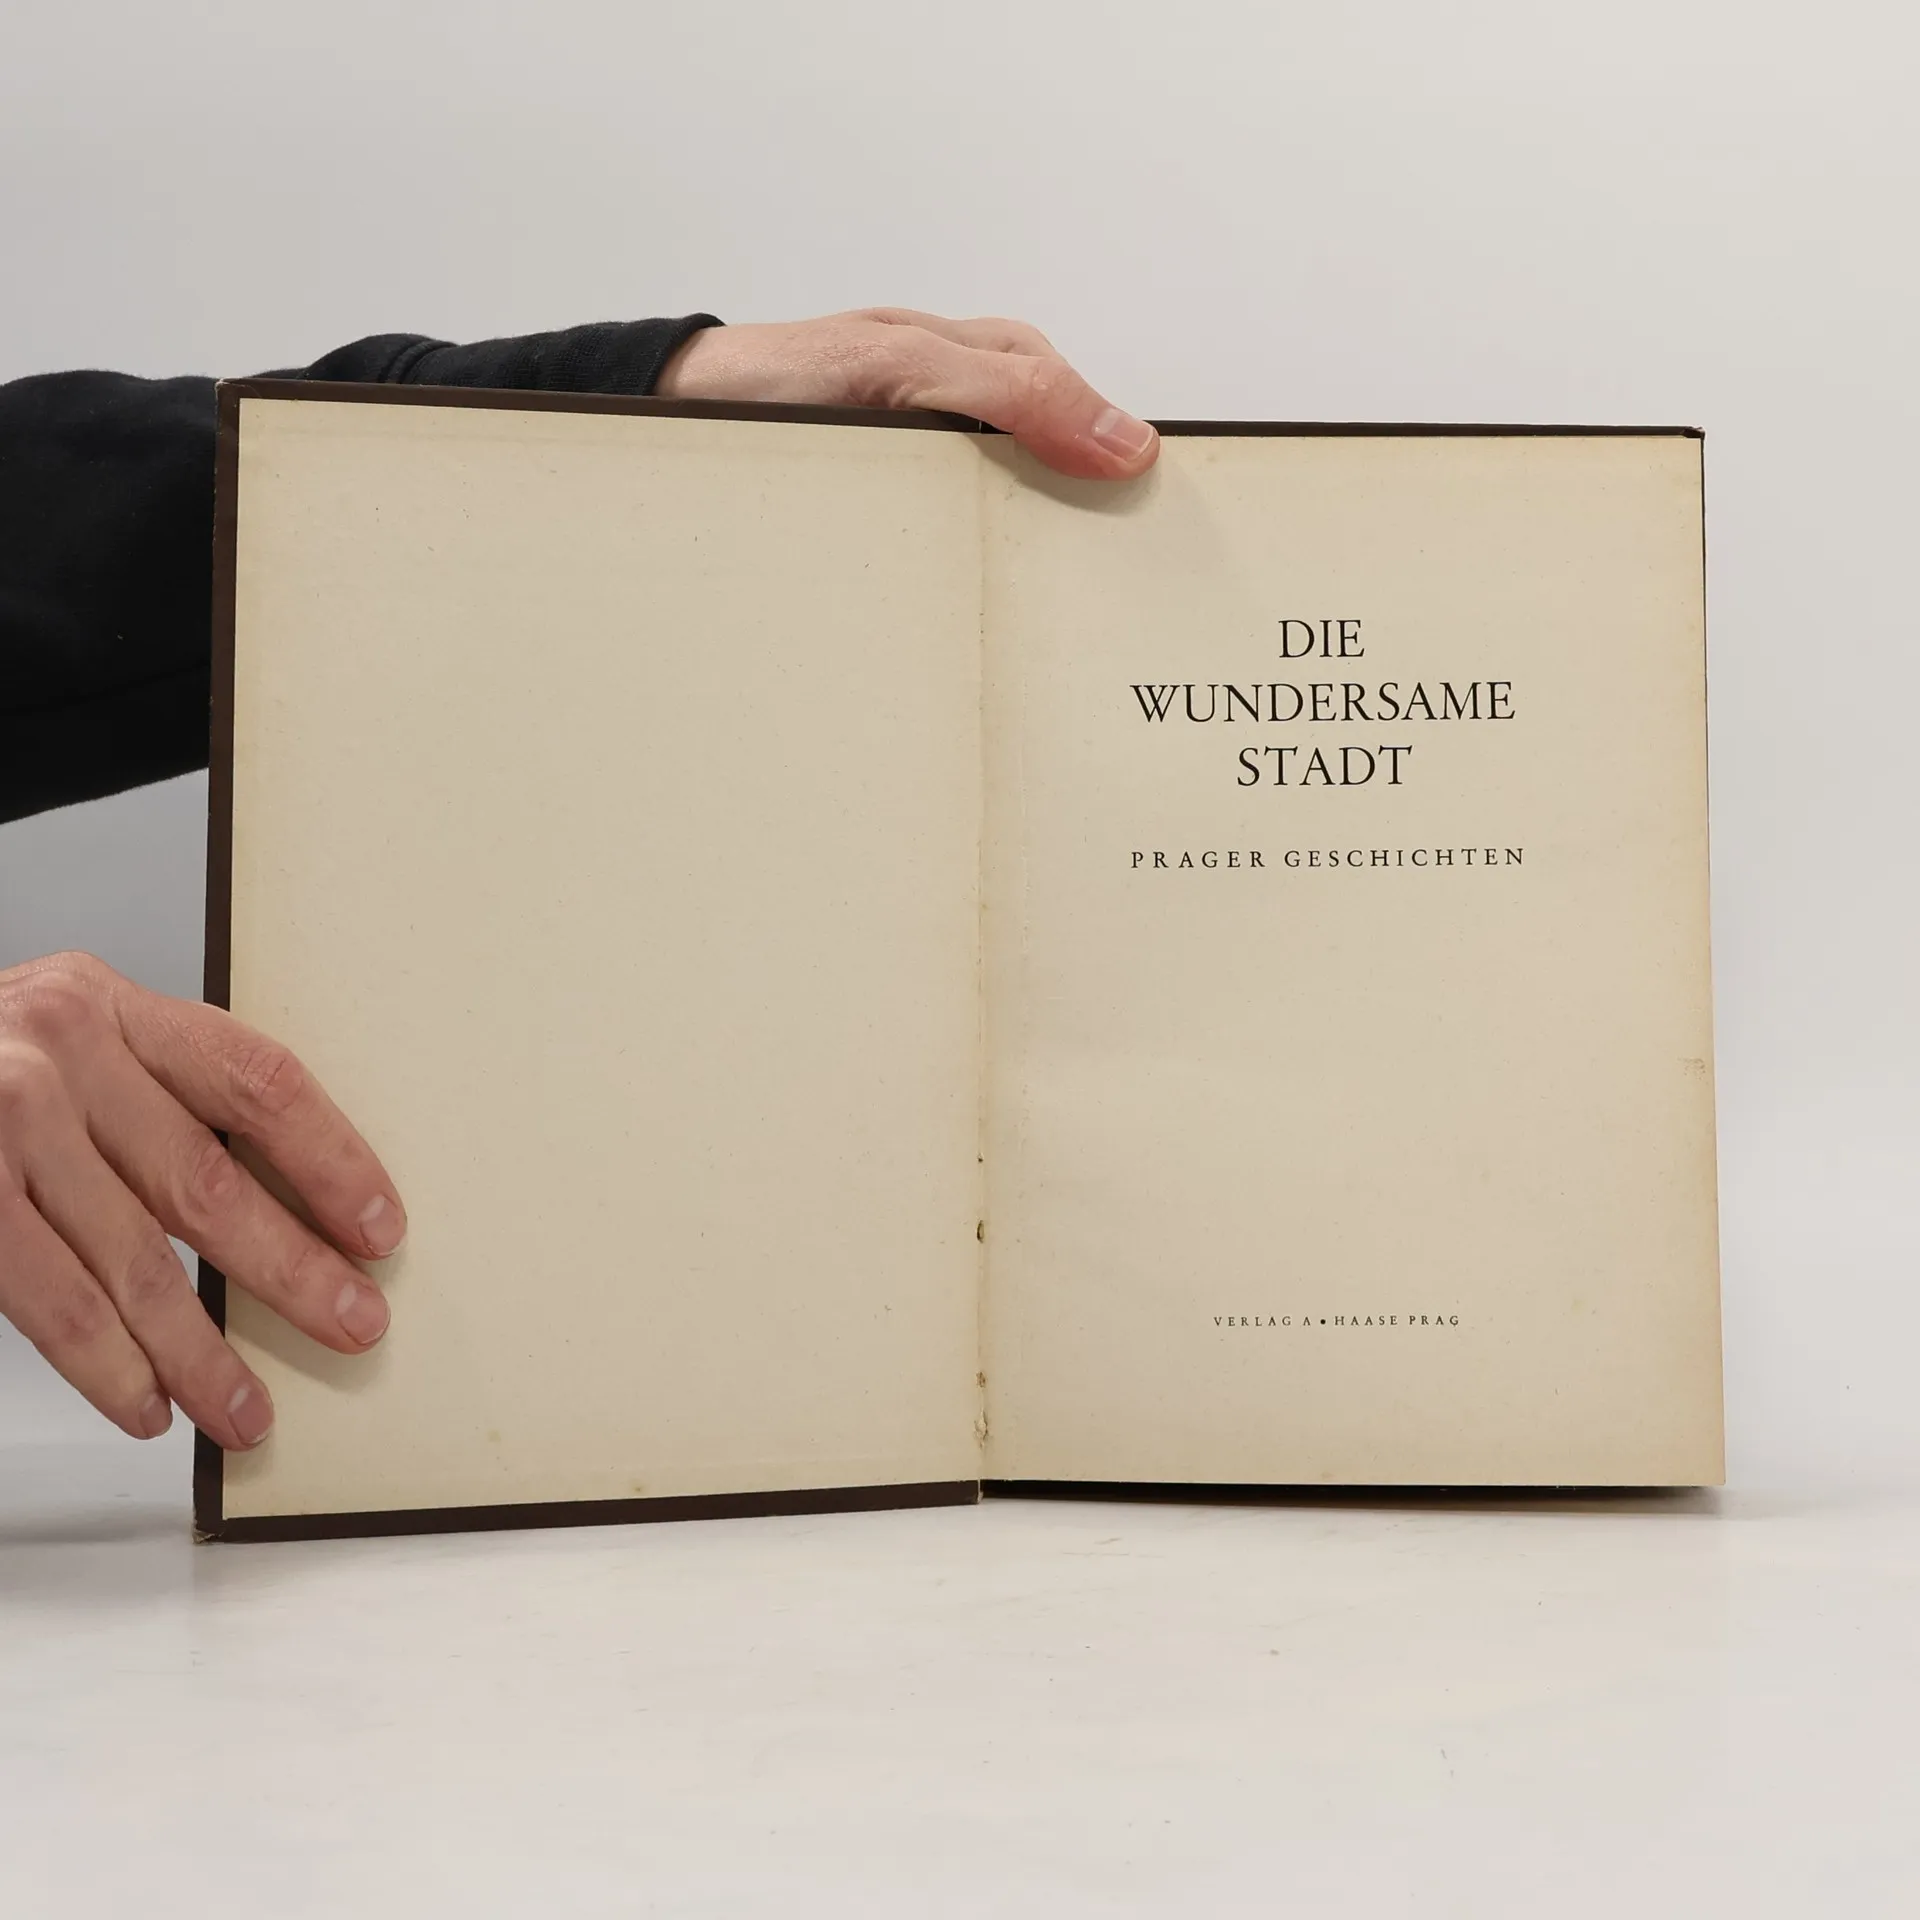 DIE
WUNDERSAME
STADT
PRAGER GESCHICHTEN
VERLAG A • HAASE PRAG